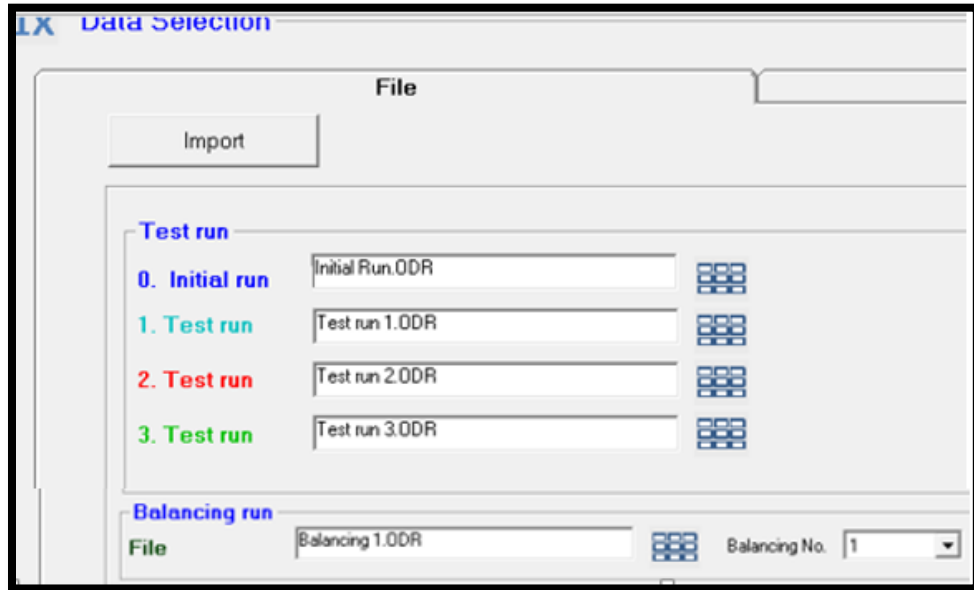 1X Data Selection
File
Import
Test run
0. Initial run Initial Run.ODR
1. Test run Test run 1.ODR
2. Test run Test run 2.ODR
3. Test run Test run 3.ODR
Balancing run
File Balancing 1.ODR Balancing No. 1